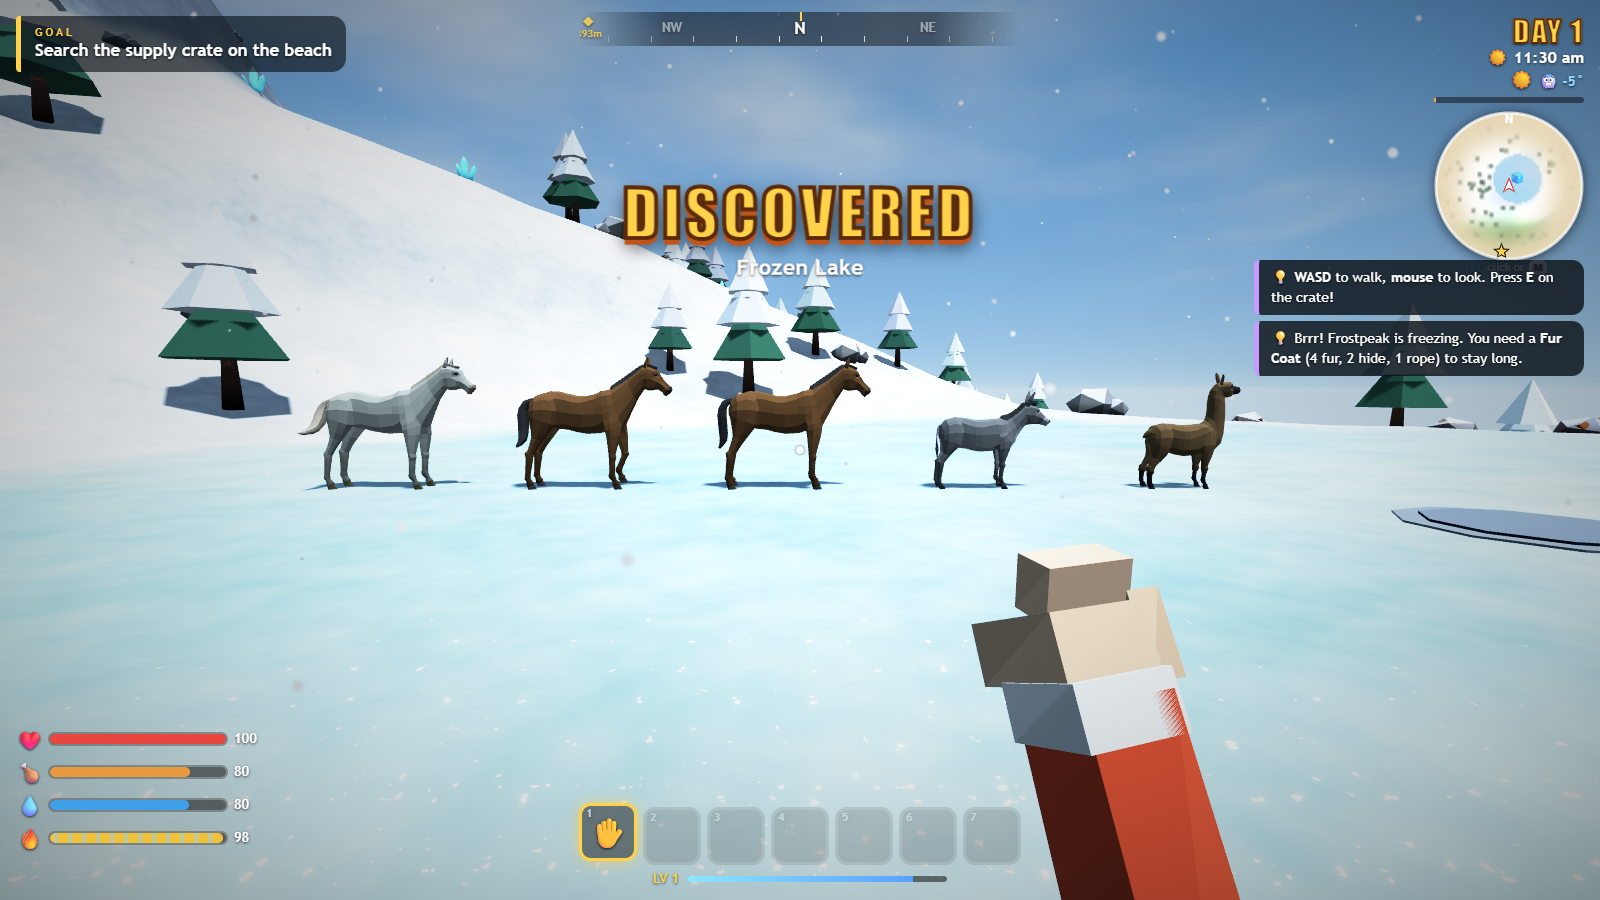 GOAL
Search the supply crate on the beach
93m
NW
N
NE
DAY 1
11:30 am
-5°
N
WASD to walk, mouse to look. Press E on
the crate!
Brrr! Frostpeak is freezing. You need a Fur
Coat (4 fur, 2 hide, 1 rope) to stay long.
DISCOVERED
Frozen Lake
100
80
80
98
1
2
3
4
5
6
7
LV 1